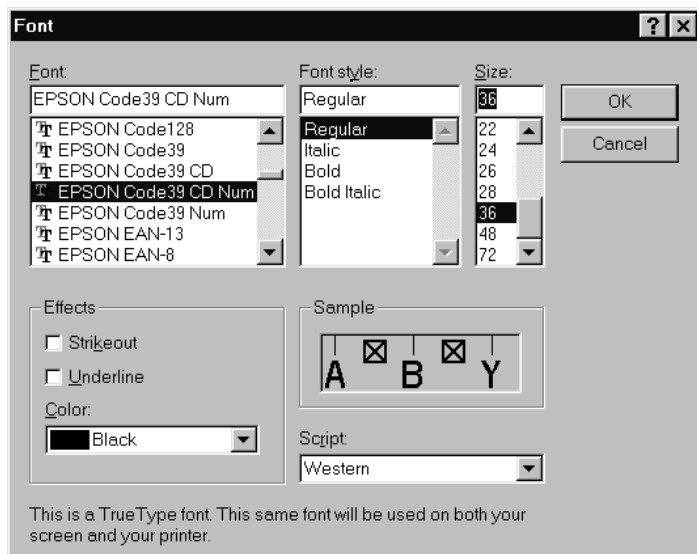 Font
Font:
EPSON Code39 CD Num
EPSON Code128
EPSON Code39
EPSON Code39 CD
EPSON Code39 CD Num
EPSON Code39 Num
EPSON EAN-13
EPSON EAN-8
Font style:
Regular
Regular
Italic
Bold
Bold Italic
Size:
36
22
24
26
28
36
48
72
OK
Cancel
Effects
Strikeout
Underline
Color:
Black
Sample
A B Y
Script:
Western
This is a TrueType font. This same font will be used on both your
screen and your printer.